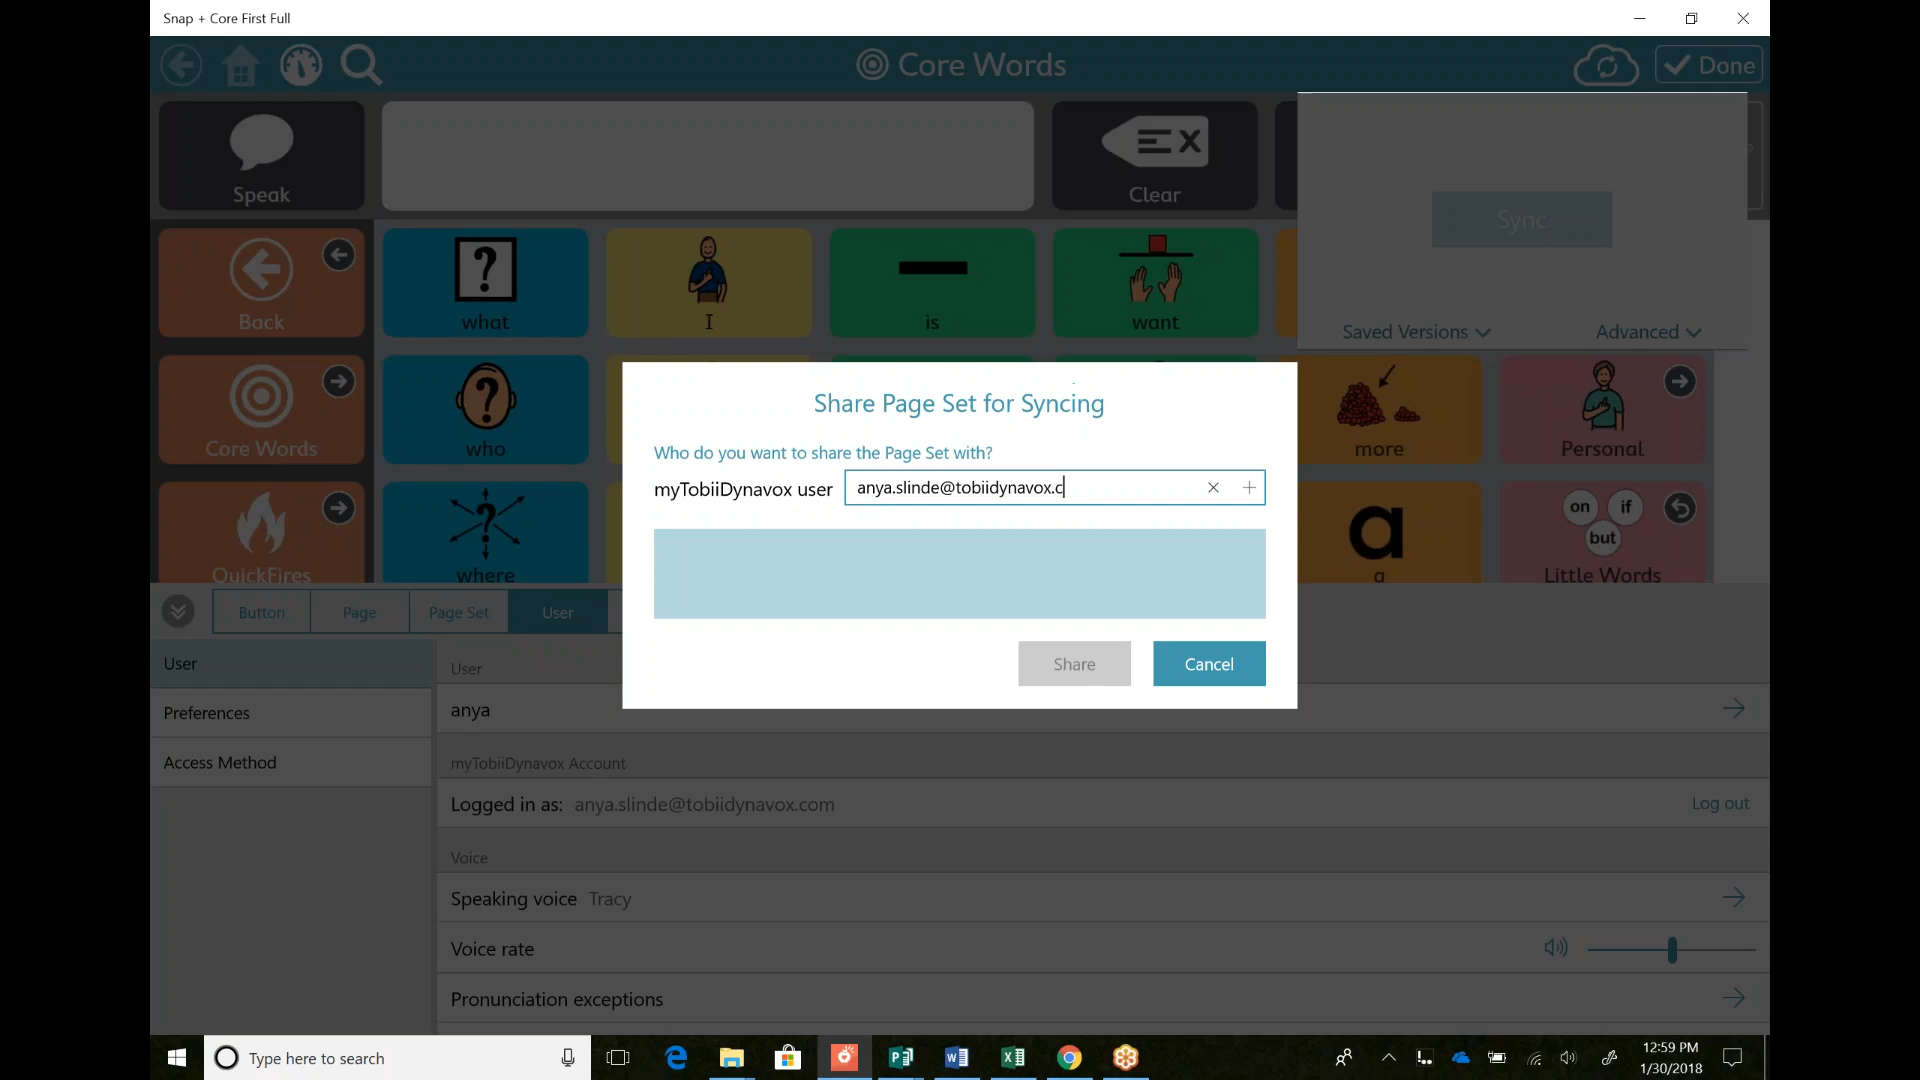 Snap + Core First Full
Core Words
Done
Speak
Clear
Sync
Back
what
I
is
want
Saved Versions
Advanced
Core Words
who
more
Personal
Share Page Set for Syncing
Who do you want to share the Page Set with?
myTobiiDynavox user anya.slinde@tobiidynavox.c
QuickFires
where
a
a
on if
but
Little Words
Share
Cancel
Button
Page
Page Set
User
User
Preferences
Access Method
User
anya
myTobiiDynavox Account
Logged in as: anya.slinde@tobiidynavox.com
Log out
Voice
Speaking voice Tracy
Voice rate
Pronunciation exceptions
Type here to search
12:59 PM
1/30/2018